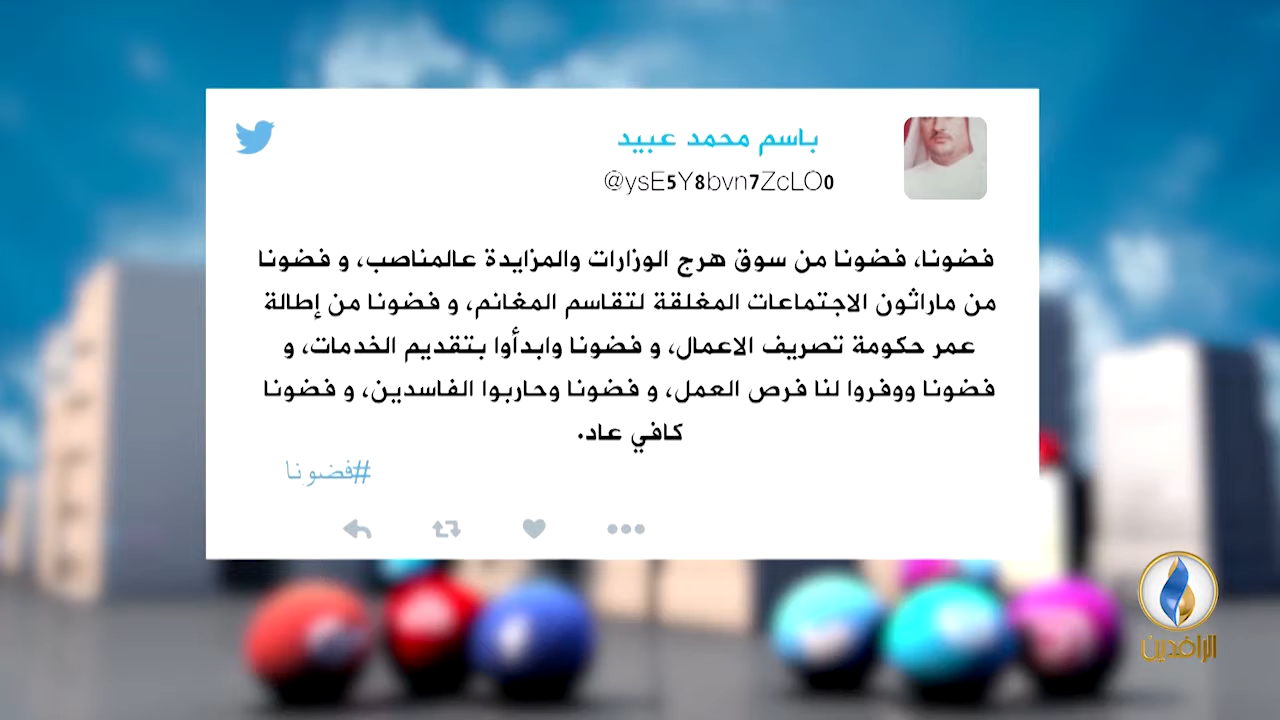 باسم محمد عبيد
@ysE5Y8bvn7ZcLO0
فضونا، فضونا من سوق هرج الوزارات والمزايدة عالمناصب، و فضونا
من ماراثون الاجتماعات المغلقة لتقاسم المغانم، و فضونا من إطالة
عمر حكومة تصريف الاعمال، و فضونا وابدأوا بتقديم الخدمات، و
فضونا ووفروا لنا فرص العمل، و فضونا وحاربوا الفاسدين، و فضونا
كافي عاد.
#فضونا
الرافدين